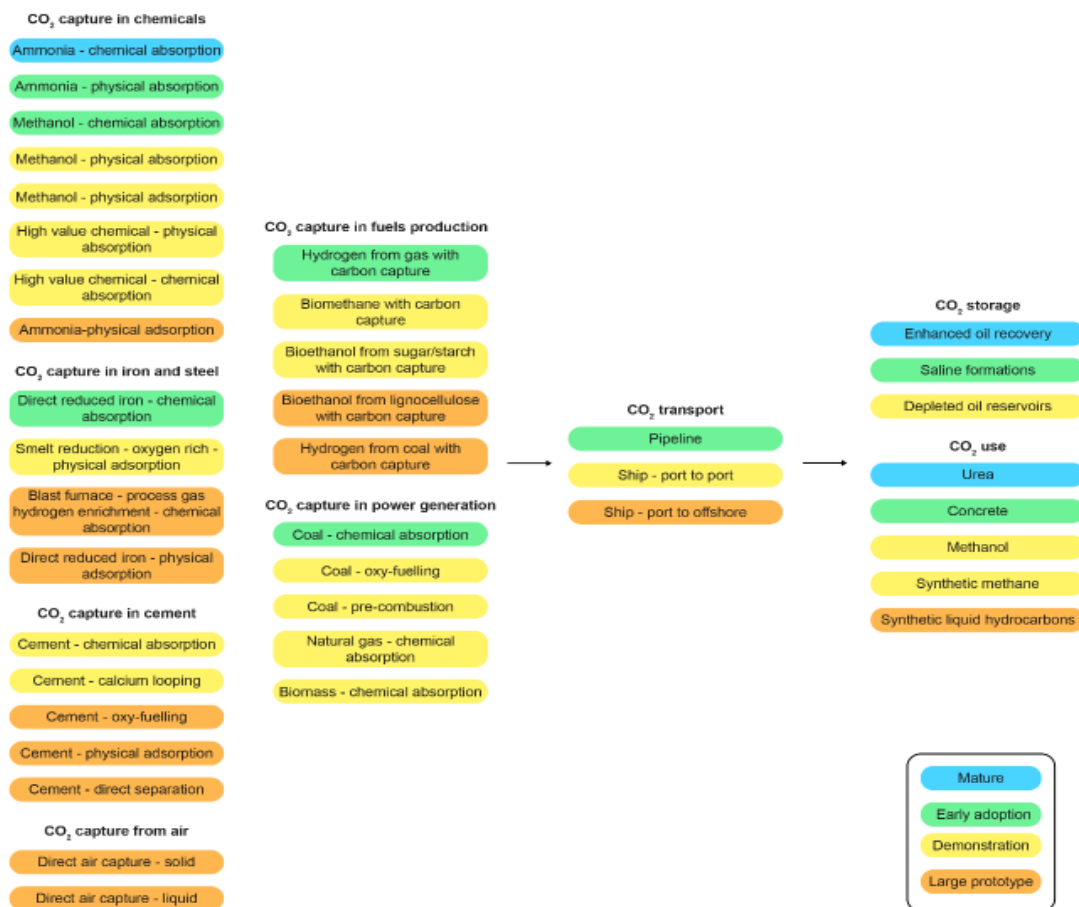 CO₂ capture in chemicals
Ammonia - chemical absorption
Ammonia - physical absorption
Methanol - chemical absorption
Methanol - physical absorption
Methanol - physical adsorption
High value chemical - physical
absorption
High value chemical - chemical
absorption
Ammonia-physical adsorption
CO₂ capture in iron and steel
Direct reduced iron - chemical
absorption
Smelt reduction - oxygen rich -
physical adsorption
Blast furnace - process gas
hydrogen enrichment - chemical
absorption
Direct reduced iron - physical
adsorption
CO₂ capture in cement
Cement - chemical absorption
Cement - calcium looping
Cement - oxy-fuelling
Cement - physical adsorption
Cement - direct separation
CO₂ capture from air
Direct air capture - solid
Direct air capture - liquid
CO₂ capture in fuels production
Hydrogen from gas with
carbon capture
Biomethane with carbon
capture
Bioethanol from sugar/starch
with carbon capture
Bioethanol from lignocellulose
with carbon capture
Hydrogen from coal with
carbon capture
CO₂ capture in power generation
Coal - chemical absorption
Coal - oxy-fuelling
Coal - pre-combustion
Natural gas - chemical
absorption
Biomass - chemical absorption
CO₂ transport
Pipeline
Ship - port to port
Ship - port to offshore
CO₂ storage
Enhanced oil recovery
Saline formations
Depleted oil reservoirs
CO₂ use
Urea
Concrete
Methanol
Synthetic methane
Synthetic liquid hydrocarbons
Mature
Early adoption
Demonstration
Large prototype